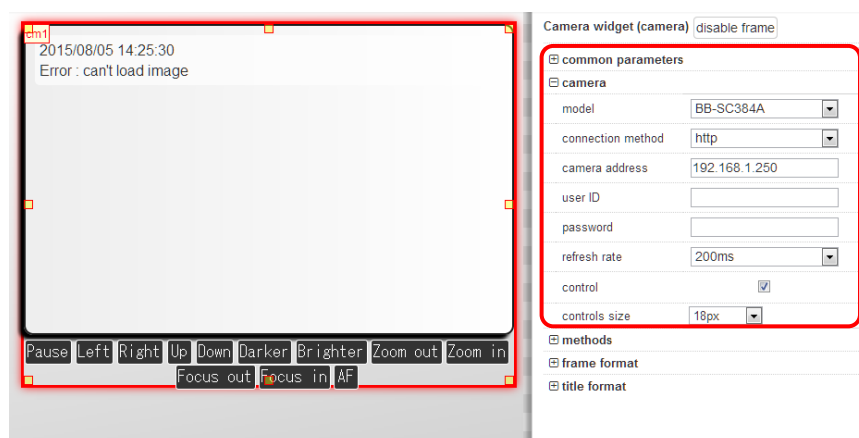 cm1
2015/08/05 14:25:30
Error : can't load image
Pause Left Right Up Down Darker Brighter Zoom out Zoom in
Focus out Focus in AF
Camera widget (camera) disable frame
common parameters
camera
model BB-SC384A
connection method http
camera address 192.168.1.250
user ID
password
refresh rate 200ms
control
controls size 18px
methods
frame format
title format